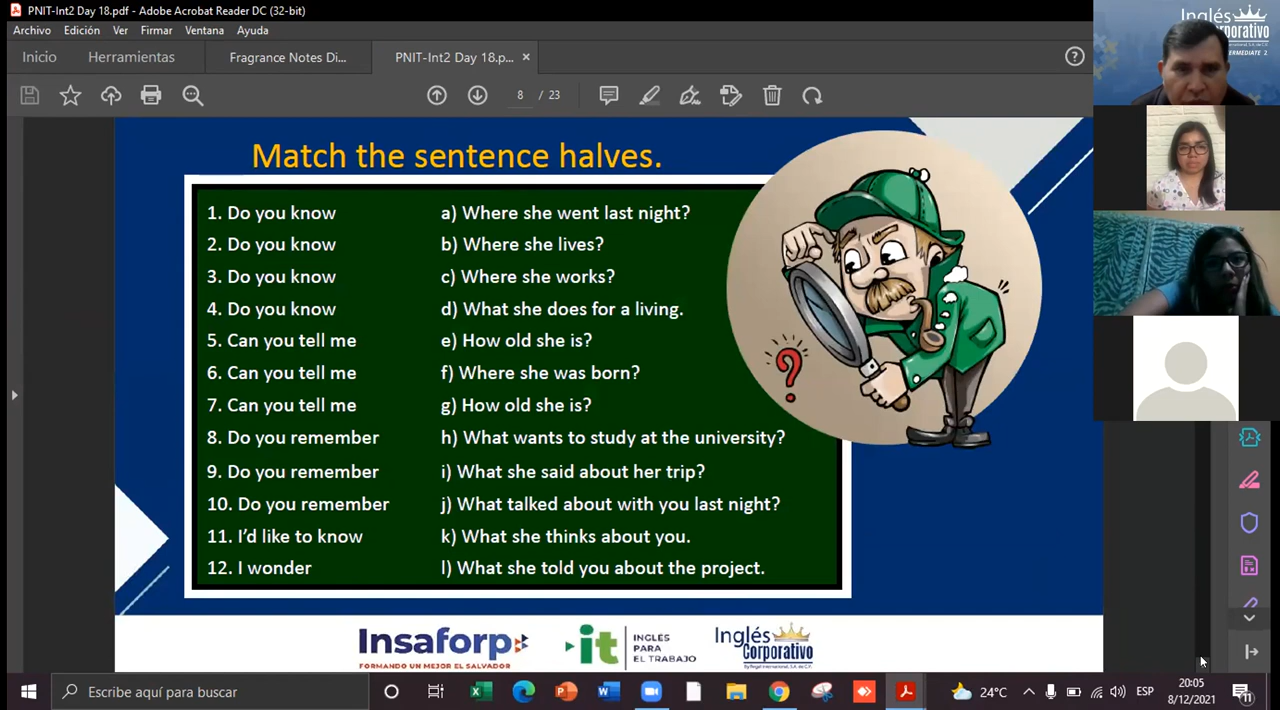 PNIT-Int2 Day 18.pdf - Adobe Acrobat Reader DC (32-bit)
Archivo Edición Ver Firmar Ventana Ayuda
Inicio Herramientas Fragrance Notes Di... PNIT-Int2 Day 18.p... ×
8 / 23
Match the sentence halves.
1. Do you know a) Where she went last night?
2. Do you know b) Where she lives?
3. Do you know c) Where she works?
4. Do you know d) What she does for a living.
5. Can you tell me e) How old she is?
6. Can you tell me f) Where she was born?
7. Can you tell me g) How old she is?
8. Do you remember h) What wants to study at the university?
9. Do you remember i) What she said about her trip?
10. Do you remember j) What talked about with you last night?
11. I'd like to know k) What she thinks about you.
12. I wonder l) What she told you about the project.
?
Insaforp
FORMANDO UN MEJOR EL SALVADOR
it
INGLÉS
PARA
EL TRABAJO
Inglés
Corporativo
Inglés
orporativo
ERMEDIATE 2
Escribe aquí para buscar
24°C
ESP
20:05
8/12/2021
11